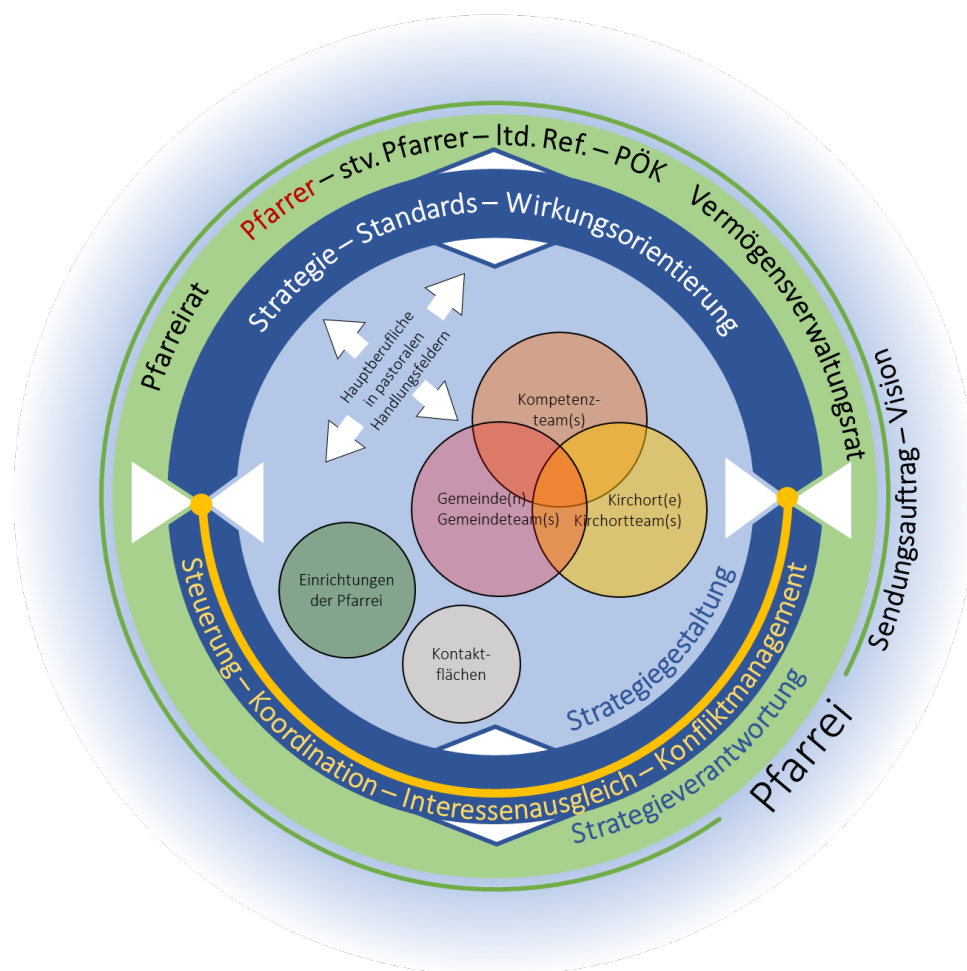 Pfarreirat
Pfarrer – stv. Pfarrer – ltd. Ref. – PÖK
Vermögensverwaltungsrat
Strategie – Standards – Wirkungsorientierung
Sendungsauftrag – Vision
Hauptberufliche
in pastoralen
Handlungsfeldern
Kompetenz-
team(s)
Gemeinde(n)
Gemeindeteam(s)
Kirchort(e)
Kirchortteam(s)
Einrichtungen
der Pfarrei
Kontakt-
flächen
Strategiegestaltung
Steuerung – Koordination – Interessenausgleich – Konfliktmanagement
Strategieverantwortung
Pfarrei